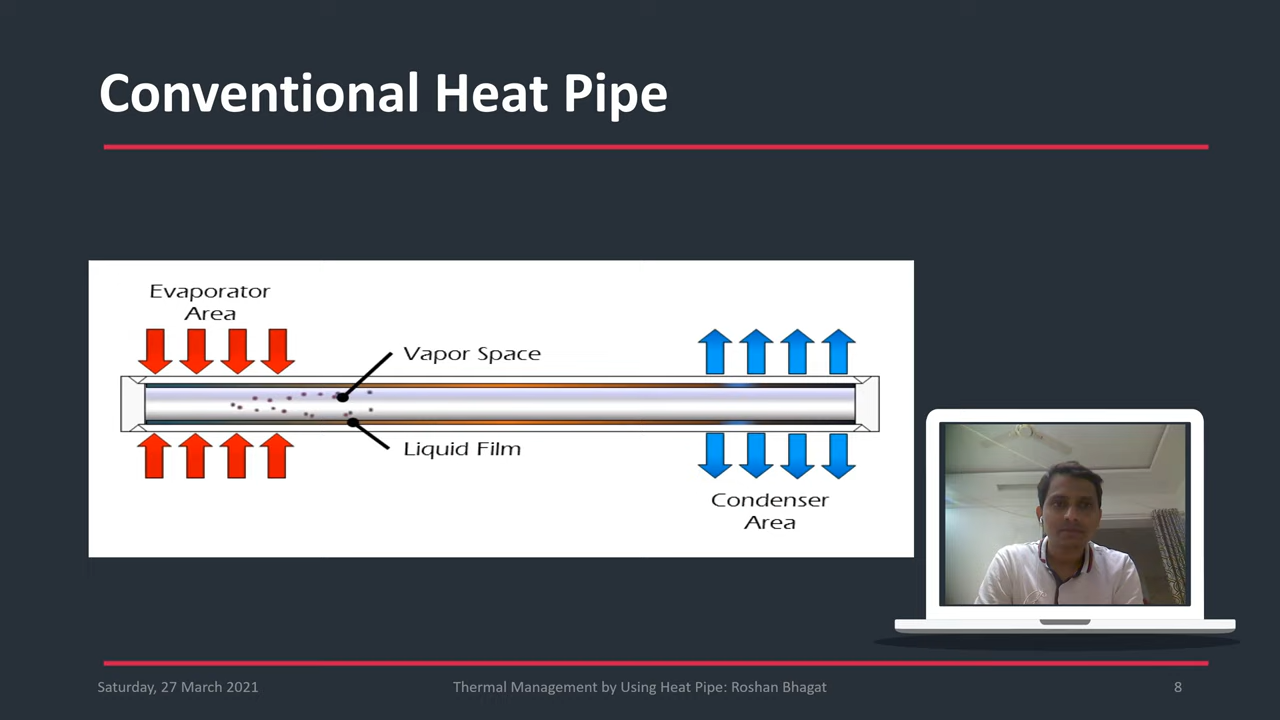 Conventional Heat Pipe
Evaporator
Area
Vapor Space
Liquid Film
Condenser
Area
Saturday, 27 March 2021
Thermal Management by Using Heat Pipe: Roshan Bhagat
8